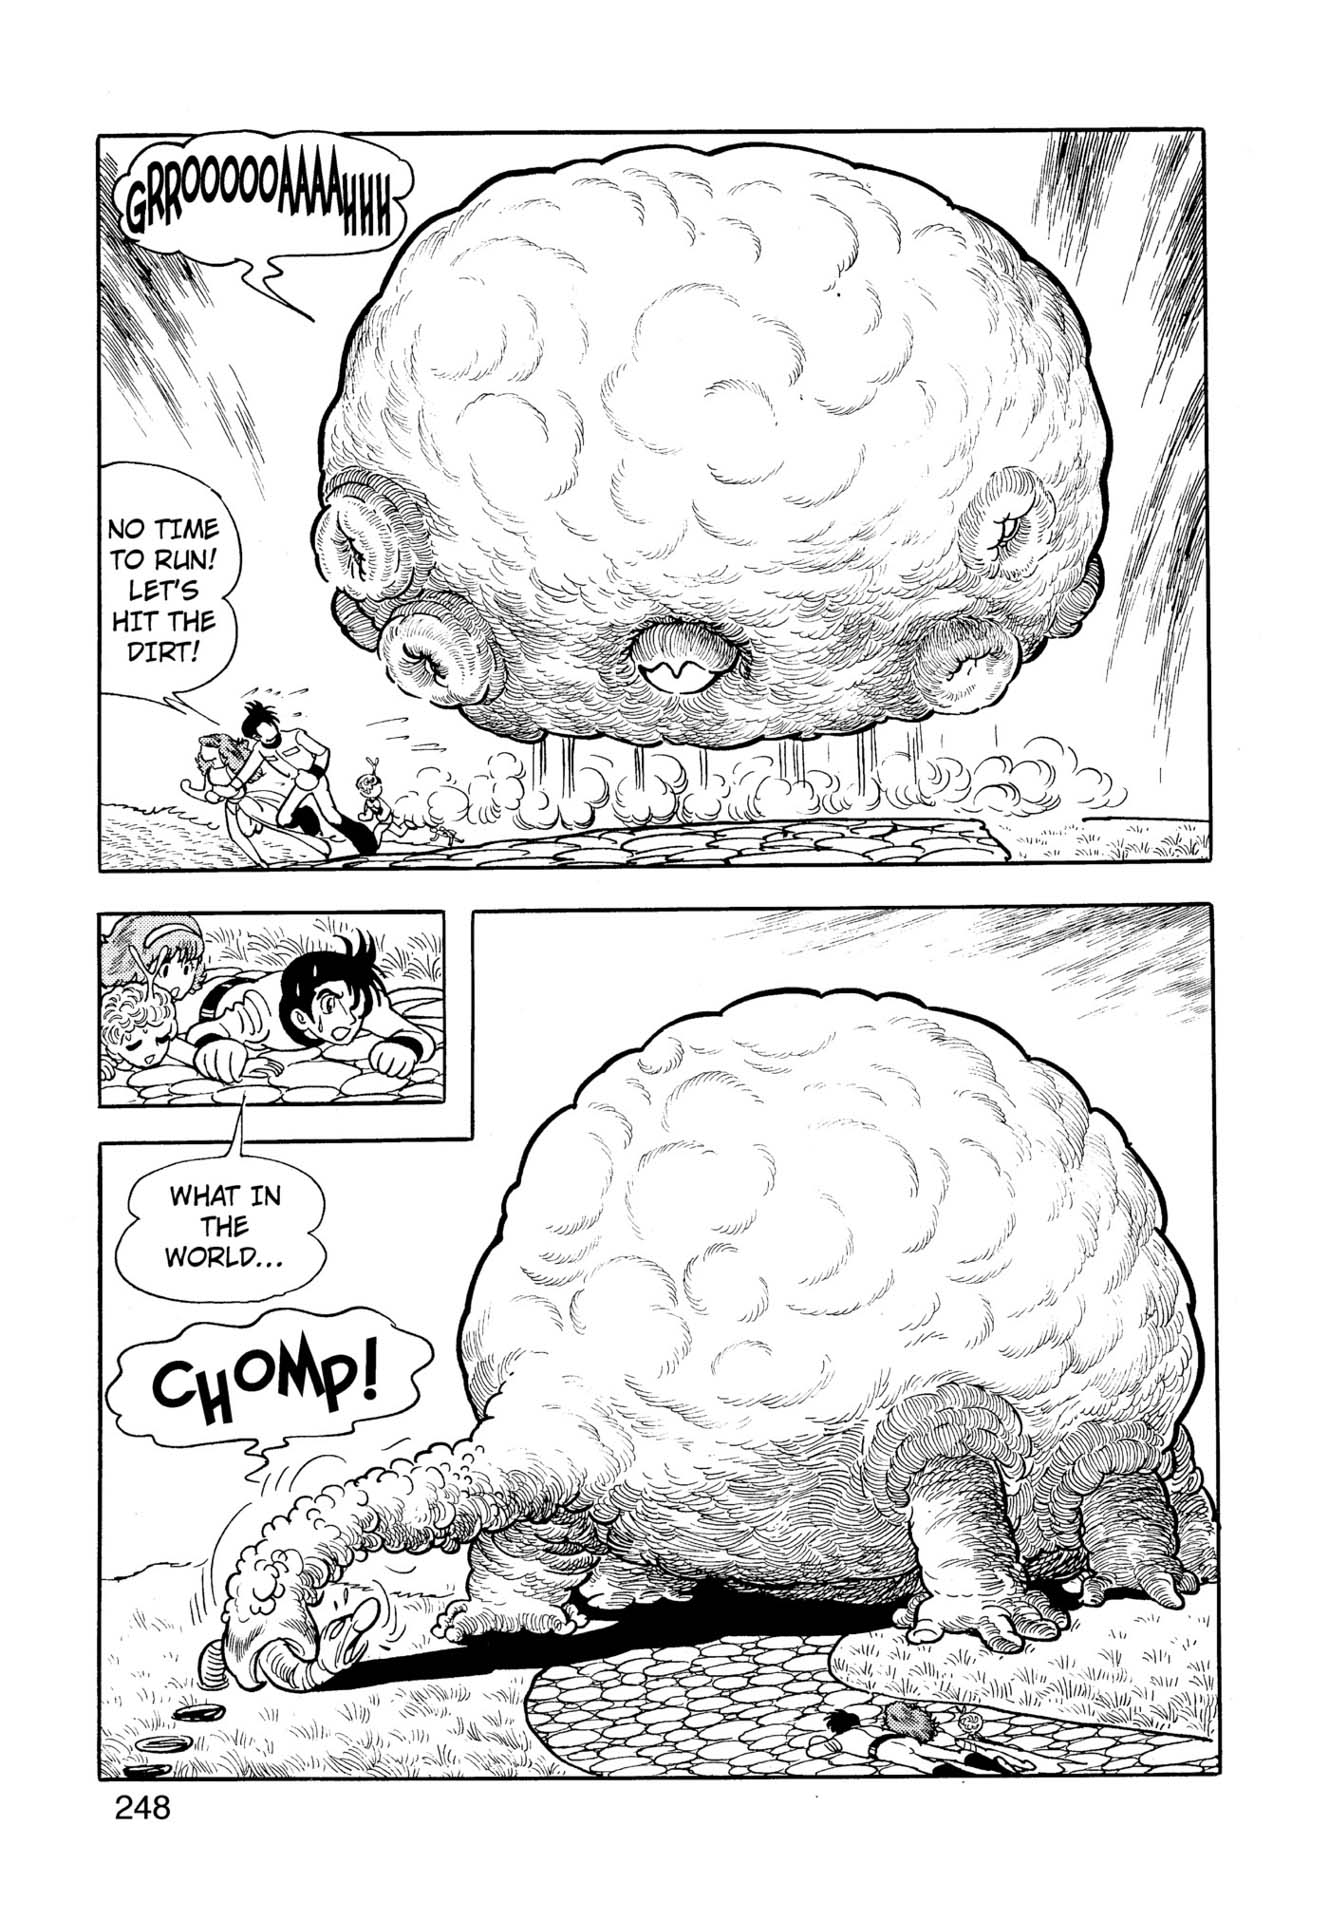 GRROOOOOAAAAHHH
NO TIME
TO RUN!
LET'S
HIT THE
DIRT!
WHAT IN
THE
WORLD...
CHOMP!
248